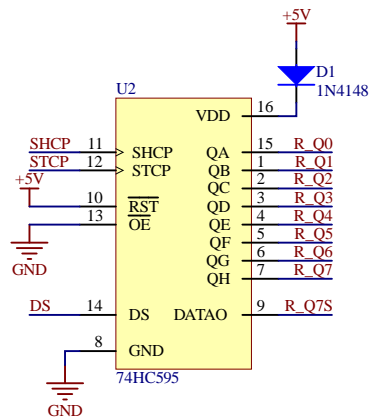 +5V
D1
1N4148
U2
VDD 16
SHCP 11 SHCP QA 15 R_Q0
STCP 12 STCP QB 1 R_Q1
QC 2 R_Q2
+5V
10 RST QD 3 R_Q3
13 OE QE 4 R_Q4
QF 5 R_Q5
QG 6 R_Q6
GND
QH 7 R_Q7
DS 14 DS DATAO 9 R_Q7S
8 GND
74HC595
GND